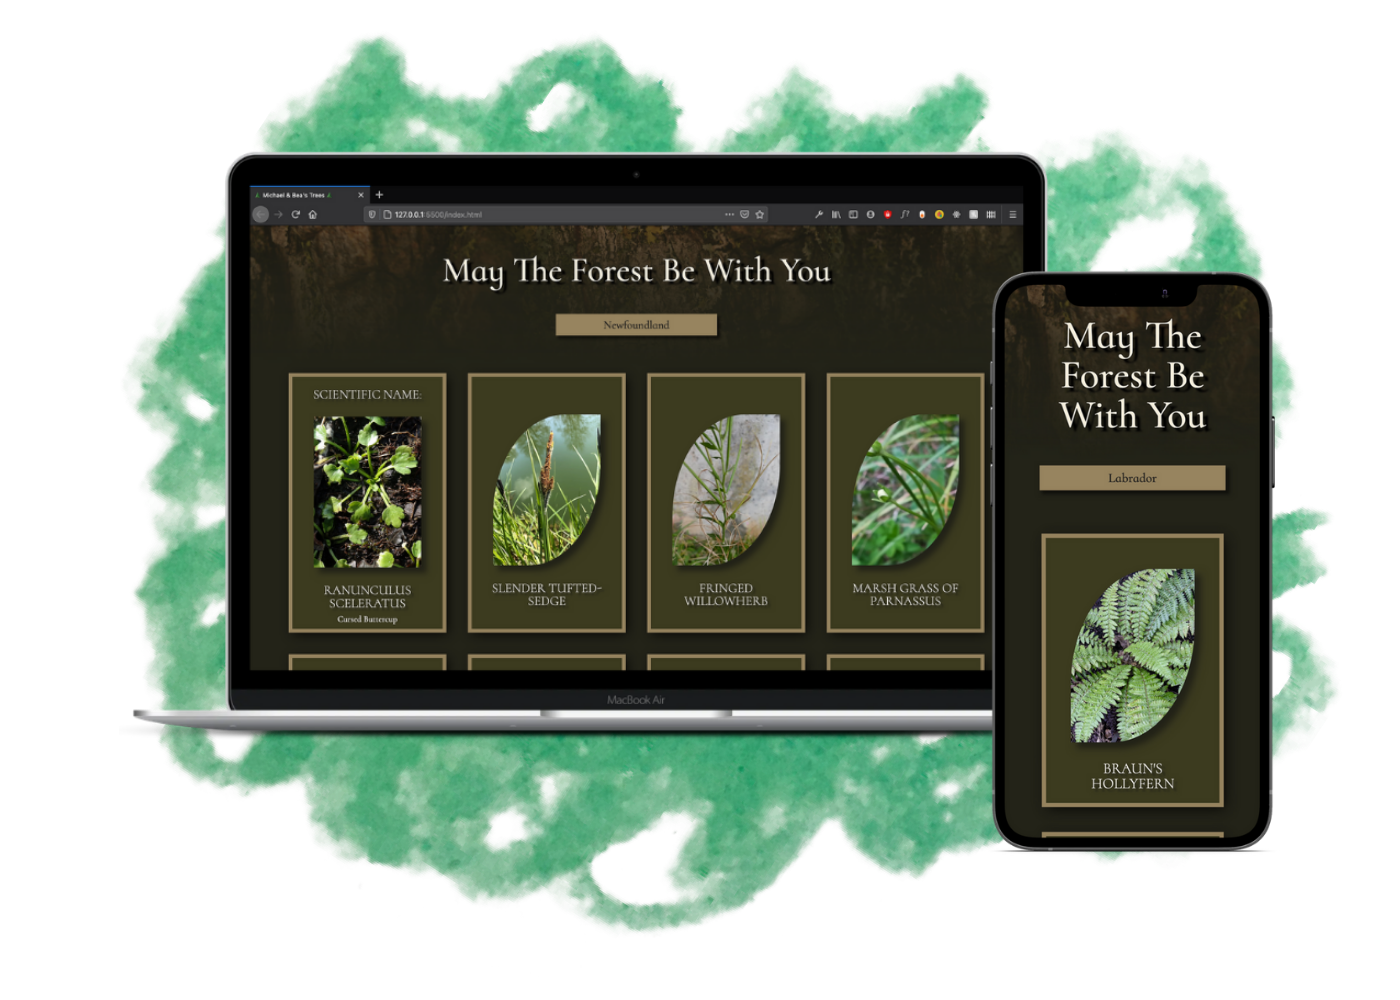 Michael & Bea's Trees
127.0.0.1:5500/index.html
May The Forest Be With You
Newfoundland
SCIENTIFIC NAME:
RANUNCULUS
SCELERATUS
Cursed Buttercup
SLENDER TUFTED-
SEDGE
FRINGED
WILLOWHERB
MARSH GRASS OF
PARNASSUS
MacBook Air
May The
Forest Be
With You
Labrador
BRAUN'S
HOLLYFERN